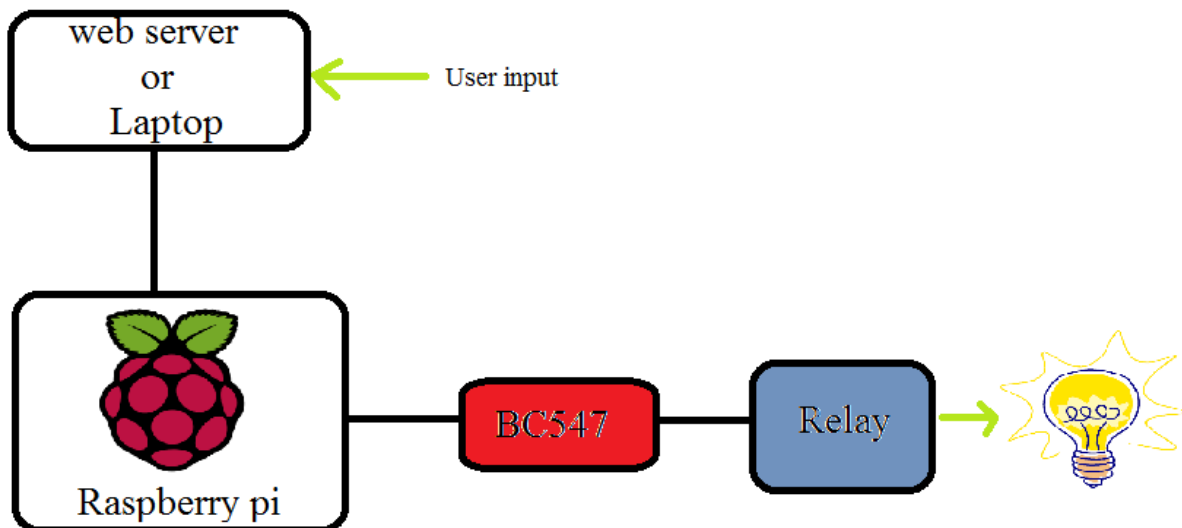 web server
or
Laptop
User input
Raspberry pi
BC547
Relay